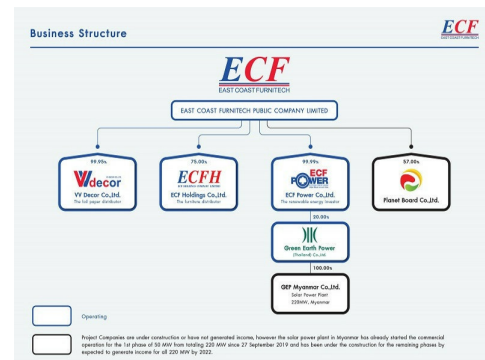 Business Structure
ECF
EAST COAST FURNITECH
ECF
EAST COAST FURNITECH
EAST COAST FURNITECH PUBLIC COMPANY LIMITED
99.95%
75.00%
99.99%
57.00%
VVdecor
ECFH
ECF POWER
VV Decor Co.,Ltd.
ECF Holdings Co.,Ltd.
ECF Power Co.,Ltd.
Planet Board Co.,Ltd.
The foil paper distributor
The furniture distributor
The renewable energy investor
20.00%
Green Earth Power
(Thailand) Co.,Ltd.
100.00%
GEP Myanmar Co.,Ltd.
Solar Power Plant
220MW, Myanmar
Operating
Project Companies are under construction or have not generated income, however the solar power plant in Myanmar has already started the commercial
operation for the 1st phase of 50 MW from totaling 220 MW since 27 September 2019 and has been under the construction for the remaining phases by
expected to generate income for all 220 MW by 2022.